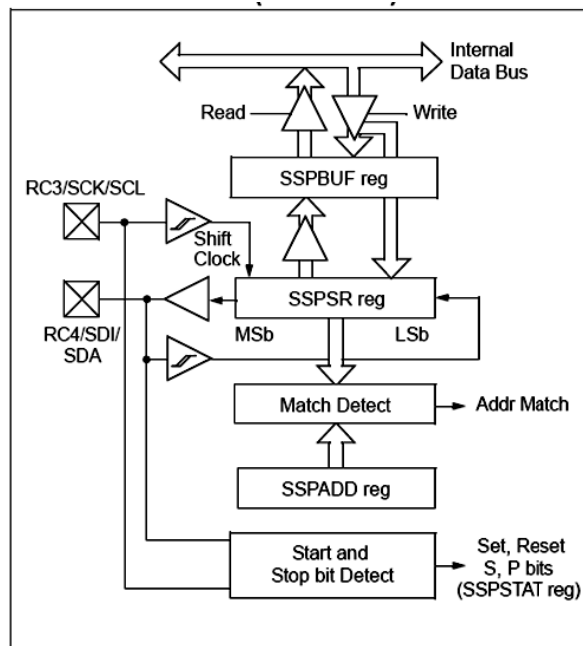 Internal
Data Bus
Read
Write
SSPBUF reg
RC3/SCK/SCL
Shift
Clock
SSPSR reg
MSb
LSb
RC4/SDI/
SDA
Match Detect
Addr Match
SSPADD reg
Start and
Stop bit Detect
Set, Reset
S, P bits
(SSPSTAT reg)